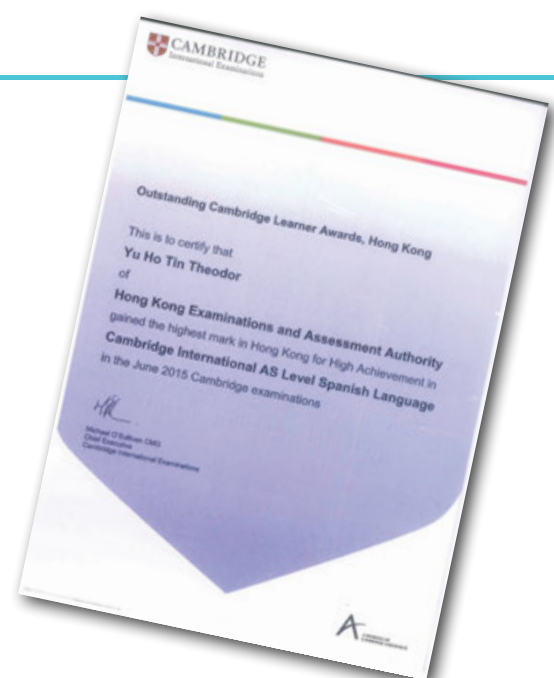 CAMBRIDGE
International Examinations
Outstanding Cambridge Learner Awards, Hong Kong
This is to certify that
Yu Ho Tin Theodor
of
Hong Kong Examinations and Assessment Authority
gained the highest mark in Hong Kong for High Achievement in
Cambridge International AS Level Spanish Language
in the June 2015 Cambridge examinations
Michael O'Sullivan CMG
Chief Executive
Cambridge International Examinations